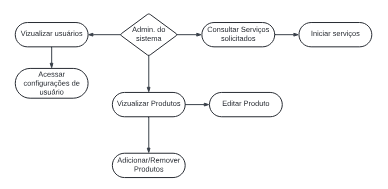 Vizualizar usuários
Admin. do
sistema
Consultar Serviços
solicitados
Iniciar serviços
Acessar
configurações de
usuário
Vizualizar Produtos
Editar Produto
Adicionar/Remover
Produtos